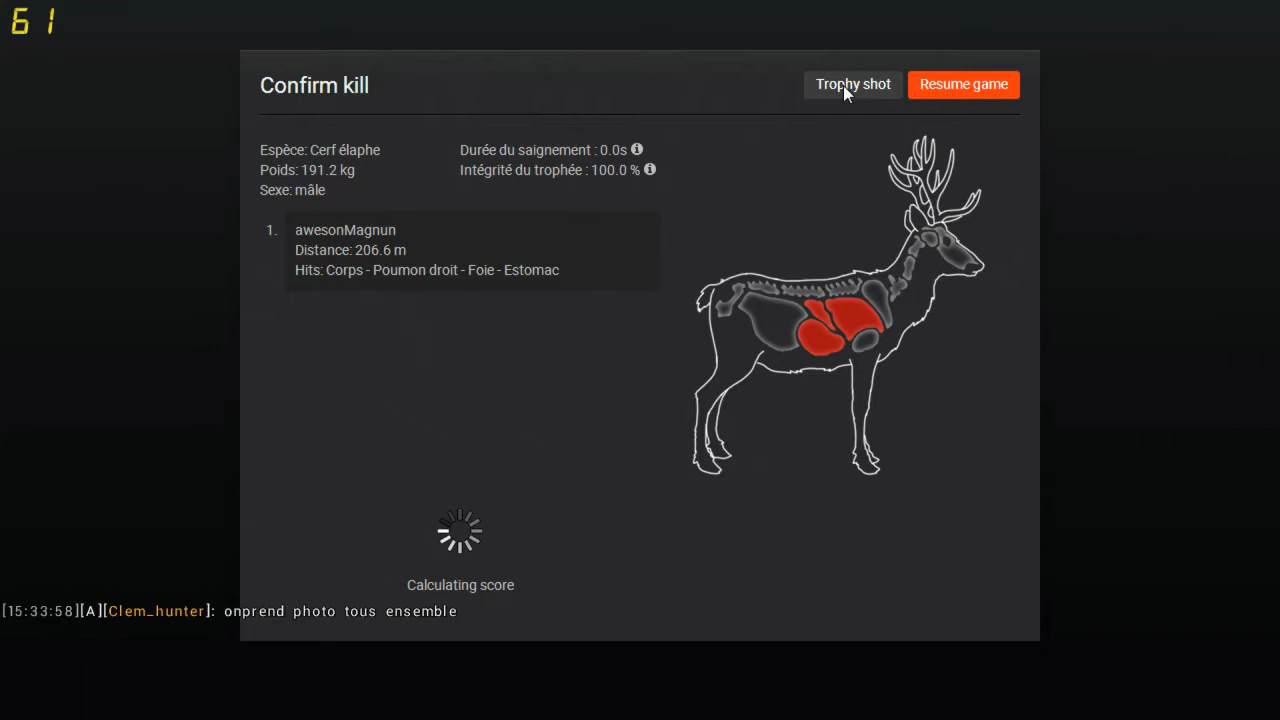 61
Confirm kill
Trophy shot
Resume game
Espèce: Cerf élaphe
Poids: 191.2 kg
Sexe: mâle
Durée du saignement : 0.0s
Intégrité du trophée : 100.0 %
1. awesonMagnun
Distance: 206.6 m
Hits: Corps - Poumon droit - Foie - Estomac
Calculating score
[15:33:58][A][Clem_hunter]: onprend photo tous ensemble